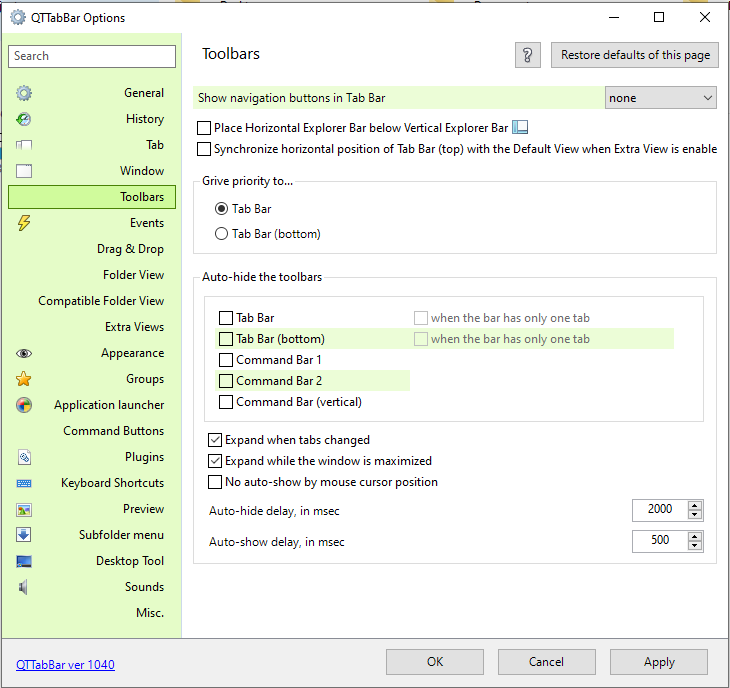 QTTabBar Options
Search
General
History
Tab
Window
Toolbars
Events
Drag & Drop
Folder View
Compatible Folder View
Extra Views
Appearance
Groups
Application launcher
Command Buttons
Plugins
Keyboard Shortcuts
Preview
Subfolder menu
Desktop Tool
Sounds
Misc.
Toolbars
?
Restore defaults of this page
Show navigation buttons in Tab Bar
none
Place Horizontal Explorer Bar below Vertical Explorer Bar
Synchronize horizontal position of Tab Bar (top) with the Default View when Extra View is enable
Grive priority to...
Tab Bar
Tab Bar (bottom)
Auto-hide the toolbars
Tab Bar when the bar has only one tab
Tab Bar (bottom) when the bar has only one tab
Command Bar 1
Command Bar 2
Command Bar (vertical)
Expand when tabs changed
Expand while the window is maximized
No auto-show by mouse cursor position
Auto-hide delay, in msec 2000
Auto-show delay, in msec 500
QTTabBar ver 1040
OK
Cancel
Apply